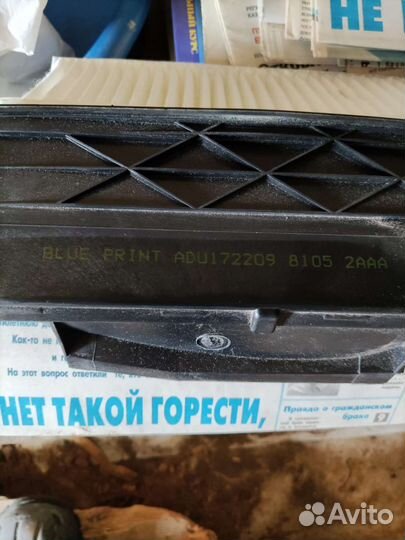 НЕ Т
BLUE PRINT ADU172209 8105 2AAA
Как-то не
На этот вопрос ответили
НЕТ ТАКОЙ ГОРЕСТИ,
Правда о гражданском
браке 9
Avito